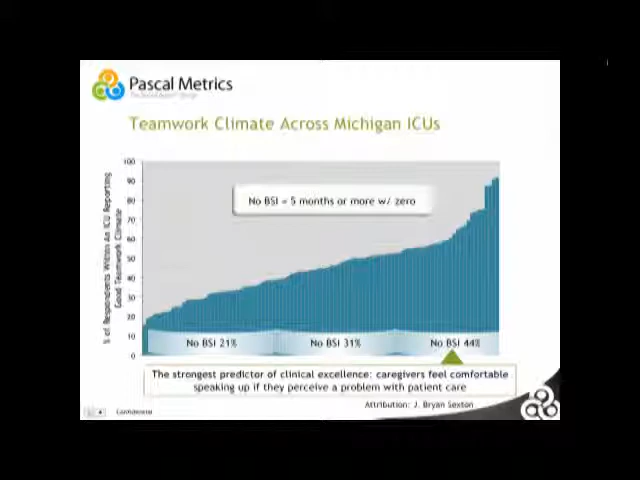 Pascal Metrics
Teamwork Climate Across Michigan ICUs
% of Respondents Within An ICU Reporting
Good Teamwork Climate
100
90
80
70
60
50
40
30
20
10
0
No BSI = 5 months or more w/ zero
No BSI 21%
No BSI 31%
No BSI 44%
The strongest predictor of clinical excellence: caregivers feel comfortable
speaking up if they perceive a problem with patient care
Attribution: J. Bryan Sexton
Confidential